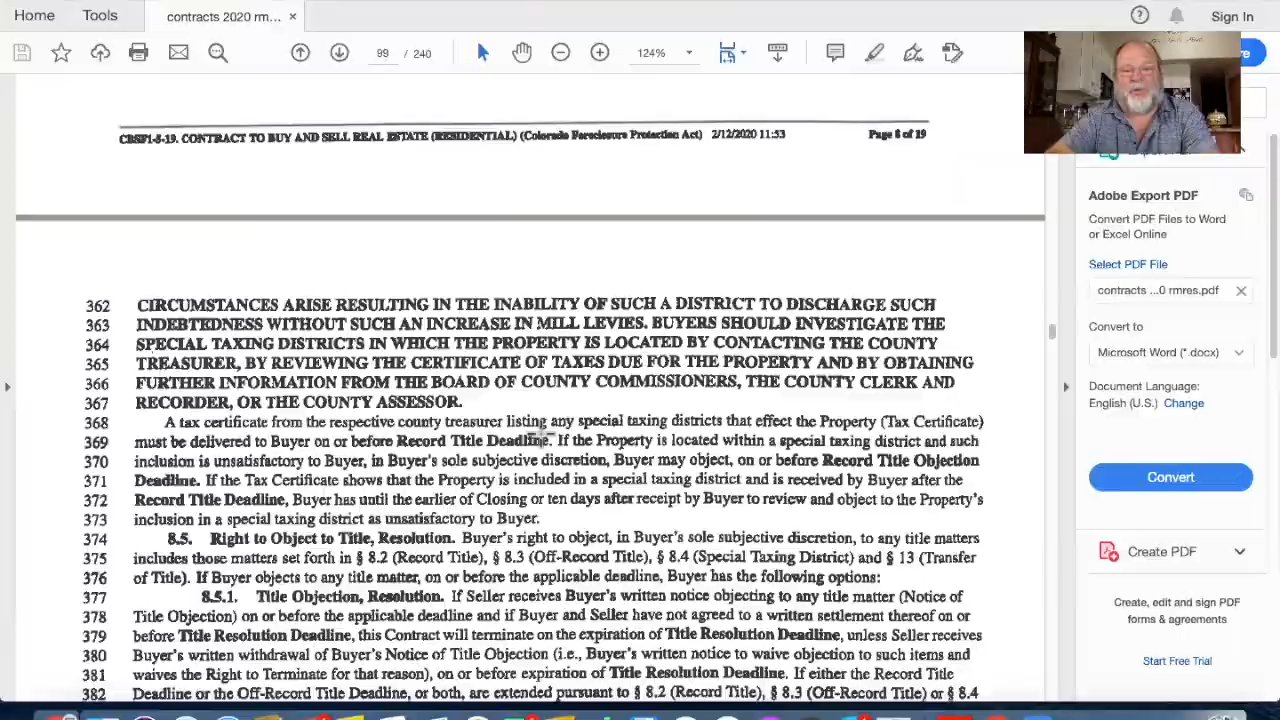 Home Tools contracts 2020 rm... × Sign In
99 / 240 124%
CBSF1-5-19. CONTRACT TO BUY AND SELL REAL ESTATE (RESIDENTIAL) (Colorado Foreclosure Protection Act) 2/12/2020 11:53 Page 8 of 19
362 CIRCUMSTANCES ARISE RESULTING IN THE INABILITY OF SUCH A DISTRICT TO DISCHARGE SUCH
363 INDEBTEDNESS WITHOUT SUCH AN INCREASE IN MILL LEVIES. BUYERS SHOULD INVESTIGATE THE
364 SPECIAL TAXING DISTRICTS IN WHICH THE PROPERTY IS LOCATED BY CONTACTING THE COUNTY
365 TREASURER, BY REVIEWING THE CERTIFICATE OF TAXES DUE FOR THE PROPERTY AND BY OBTAINING
366 FURTHER INFORMATION FROM THE BOARD OF COUNTY COMMISSIONERS, THE COUNTY CLERK AND
367 RECORDER, OR THE COUNTY ASSESSOR.
368 A tax certificate from the respective county treasurer listing any special taxing districts that effect the Property (Tax Certificate)
369 must be delivered to Buyer on or before Record Title Deadline. If the Property is located within a special taxing district and such
370 inclusion is unsatisfactory to Buyer, in Buyer's sole subjective discretion, Buyer may object, on or before Record Title Objection
371 Deadline. If the Tax Certificate shows that the Property is included in a special taxing district and is received by Buyer after the
372 Record Title Deadline, Buyer has until the earlier of Closing or ten days after receipt by Buyer to review and object to the Property's
373 inclusion in a special taxing district as unsatisfactory to Buyer.
374 8.5. Right to Object to Title, Resolution. Buyer's right to object, in Buyer's sole subjective discretion, to any title matters
375 includes those matters set forth in § 8.2 (Record Title), § 8.3 (Off-Record Title), § 8.4 (Special Taxing District) and § 13 (Transfer
376 of Title). If Buyer objects to any title matter, on or before the applicable deadline, Buyer has the following options:
377 8.5.1. Title Objection, Resolution. If Seller receives Buyer's written notice objecting to any title matter (Notice of
378 Title Objection) on or before the applicable deadline and if Buyer and Seller have not agreed to a written settlement thereof on or
379 before Title Resolution Deadline, this Contract will terminate on the expiration of Title Resolution Deadline, unless Seller receives
380 Buyer's written withdrawal of Buyer's Notice of Title Objection (i.e., Buyer's written notice to waive objection to such items and
381 waives the Right to Terminate for that reason), on or before expiration of Title Resolution Deadline. If either the Record Title
382 Deadline or the Off-Record Title Deadline, or both, are extended pursuant to § 8.2 (Record Title), § 8.3 (Off-Record Title) or § 8.4
Adobe Export PDF
Convert PDF Files to Word
or Excel Online
Select PDF File
contracts ...0 rmres.pdf
Convert to
Microsoft Word (*.docx)
Document Language:
English (U.S.) Change
Convert
Create PDF
Create, edit and sign PDF
forms & agreements
Start Free Trial